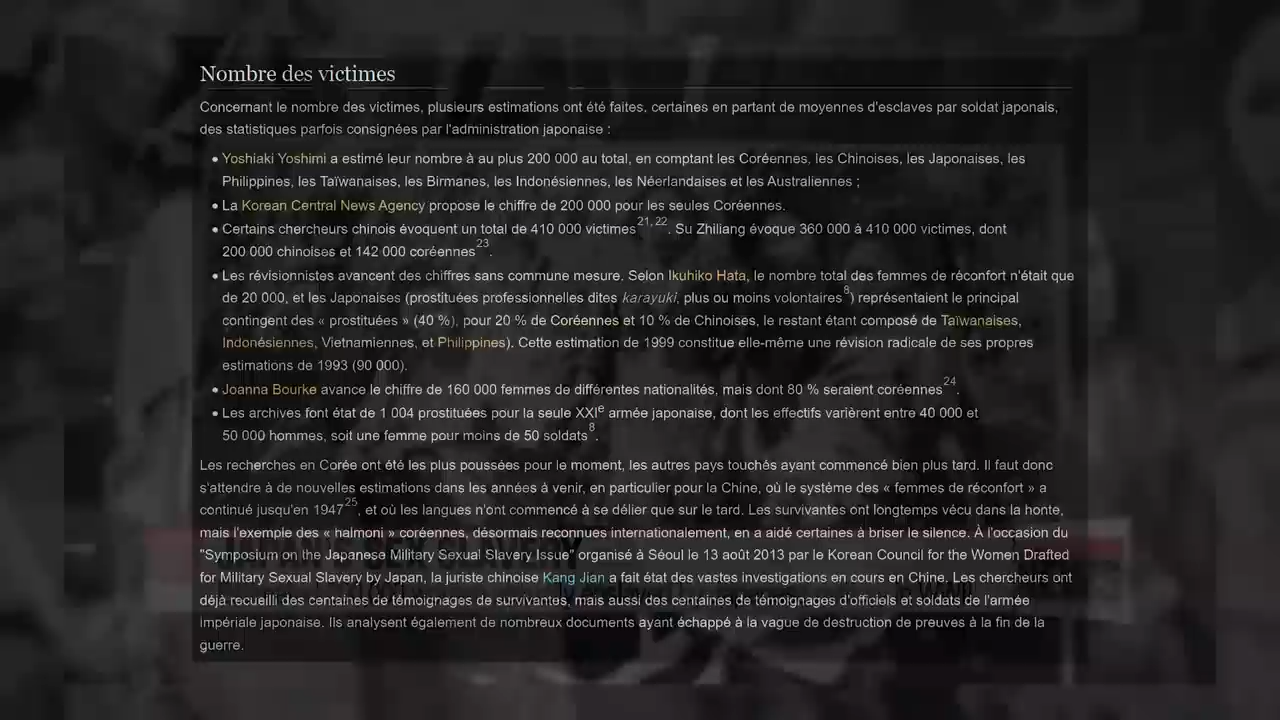 Nombre des victimes
Concernant le nombre des victimes, plusieurs estimations ont été faites, certaines en partant de moyennes d'esclaves par soldat japonais,
des statistiques parfois consignées par l'administration japonaise :
• Yoshiaki Yoshimi a estimé leur nombre à au plus 200 000 au total, en comptant les Coréennes, les Chinoises, les Japonaises, les
Philippines, les Taïwanaises, les Birmanes, les Indonésiennes, les Néerlandaises et les Australiennes ;
• La Korean Central News Agency propose le chiffre de 200 000 pour les seules Coréennes.
• Certains chercheurs chinois évoquent un total de 410 000 victimes21,22. Su Zhiliang évoque 360 000 à 410 000 victimes, dont
200 000 chinoises et 142 000 coréennes23.
• Les révisionnistes avancent des chiffres sans commune mesure. Selon Ikuhiko Hata, le nombre total des femmes de réconfort n'était que
de 20 000, et les Japonaises (prostituées professionnelles dites karayuki, plus ou moins volontaires8) représentaient le principal
contingent des « prostituées » (40 %), pour 20 % de Coréennes et 10 % de Chinoises, le restant étant composé de Taïwanaises,
Indonésiennes, Vietnamiennes, et Philippines). Cette estimation de 1999 constitue elle-même une révision radicale de ses propres
estimations de 1993 (90 000).
• Joanna Bourke avance le chiffre de 160 000 femmes de différentes nationalités, mais dont 80 % seraient coréennes24.
• Les archives font état de 1 004 prostituées pour la seule XXIe armée japonaise, dont les effectifs varièrent entre 40 000 et
50 000 hommes, soit une femme pour moins de 50 soldats8.
Les recherches en Corée ont été les plus poussées pour le moment, les autres pays touchés ayant commencé bien plus tard. Il faut donc
s'attendre à de nouvelles estimations dans les années à venir, en particulier pour la Chine, où le système des « femmes de réconfort » a
continué jusqu'en 194725, et où les langues n'ont commencé à se délier que sur le tard. Les survivantes ont longtemps vécu dans la honte,
mais l'exemple des « halmoni » coréennes, désormais reconnues internationalement, en a aidé certaines à briser le silence. À l'occasion du
"Symposium on the Japanese Military Sexual Slavery Issue" organisé à Séoul le 13 août 2013 par le Korean Council for the Women Drafted
for Military Sexual Slavery by Japan, la juriste chinoise Kang Jian a fait état des vastes investigations en cours en Chine. Les chercheurs ont
déjà recueilli des centaines de témoignages de survivantes, mais aussi des centaines de témoignages d'officiels et soldats de l'armée
impériale japonaise. Ils analysent également de nombreux documents ayant échappé à la vague de destruction de preuves à la fin de la
guerre.